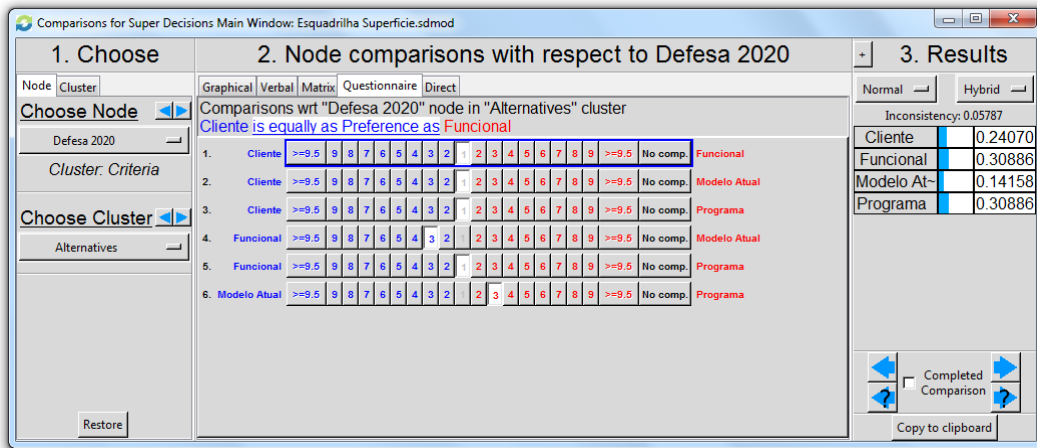 Comparisons for Super Decisions Main Window: Esquadrilha Superficie.sdmod
1. Choose
Node Cluster
Choose Node
Defesa 2020
Cluster: Criteria
Choose Cluster
Alternatives
Restore
2. Node comparisons with respect to Defesa 2020
Graphical Verbal Matrix Questionnaire Direct
Comparisons wrt "Defesa 2020" node in "Alternatives" cluster
Cliente is equally as Preference as Funcional
1. Cliente >=9.5 9 8 7 6 5 4 3 2 1 2 3 4 5 6 7 8 9 >=9.5 No comp. Funcional
2. Cliente >=9.5 9 8 7 6 5 4 3 2 1 2 3 4 5 6 7 8 9 >=9.5 No comp. Modelo Atual
3. Cliente >=9.5 9 8 7 6 5 4 3 2 1 2 3 4 5 6 7 8 9 >=9.5 No comp. Programa
4. Funcional >=9.5 9 8 7 6 5 4 3 2 1 2 3 4 5 6 7 8 9 >=9.5 No comp. Modelo Atual
5. Funcional >=9.5 9 8 7 6 5 4 3 2 1 2 3 4 5 6 7 8 9 >=9.5 No comp. Programa
6. Modelo Atual >=9.5 9 8 7 6 5 4 3 2 1 2 3 4 5 6 7 8 9 >=9.5 No comp. Programa
+ 3. Results
Normal Hybrid
Inconsistency: 0.05787
Cliente 0.24070
Funcional 0.30886
Modelo At~ 0.14158
Programa 0.30886
Completed
Comparison
? ?
Copy to clipboard